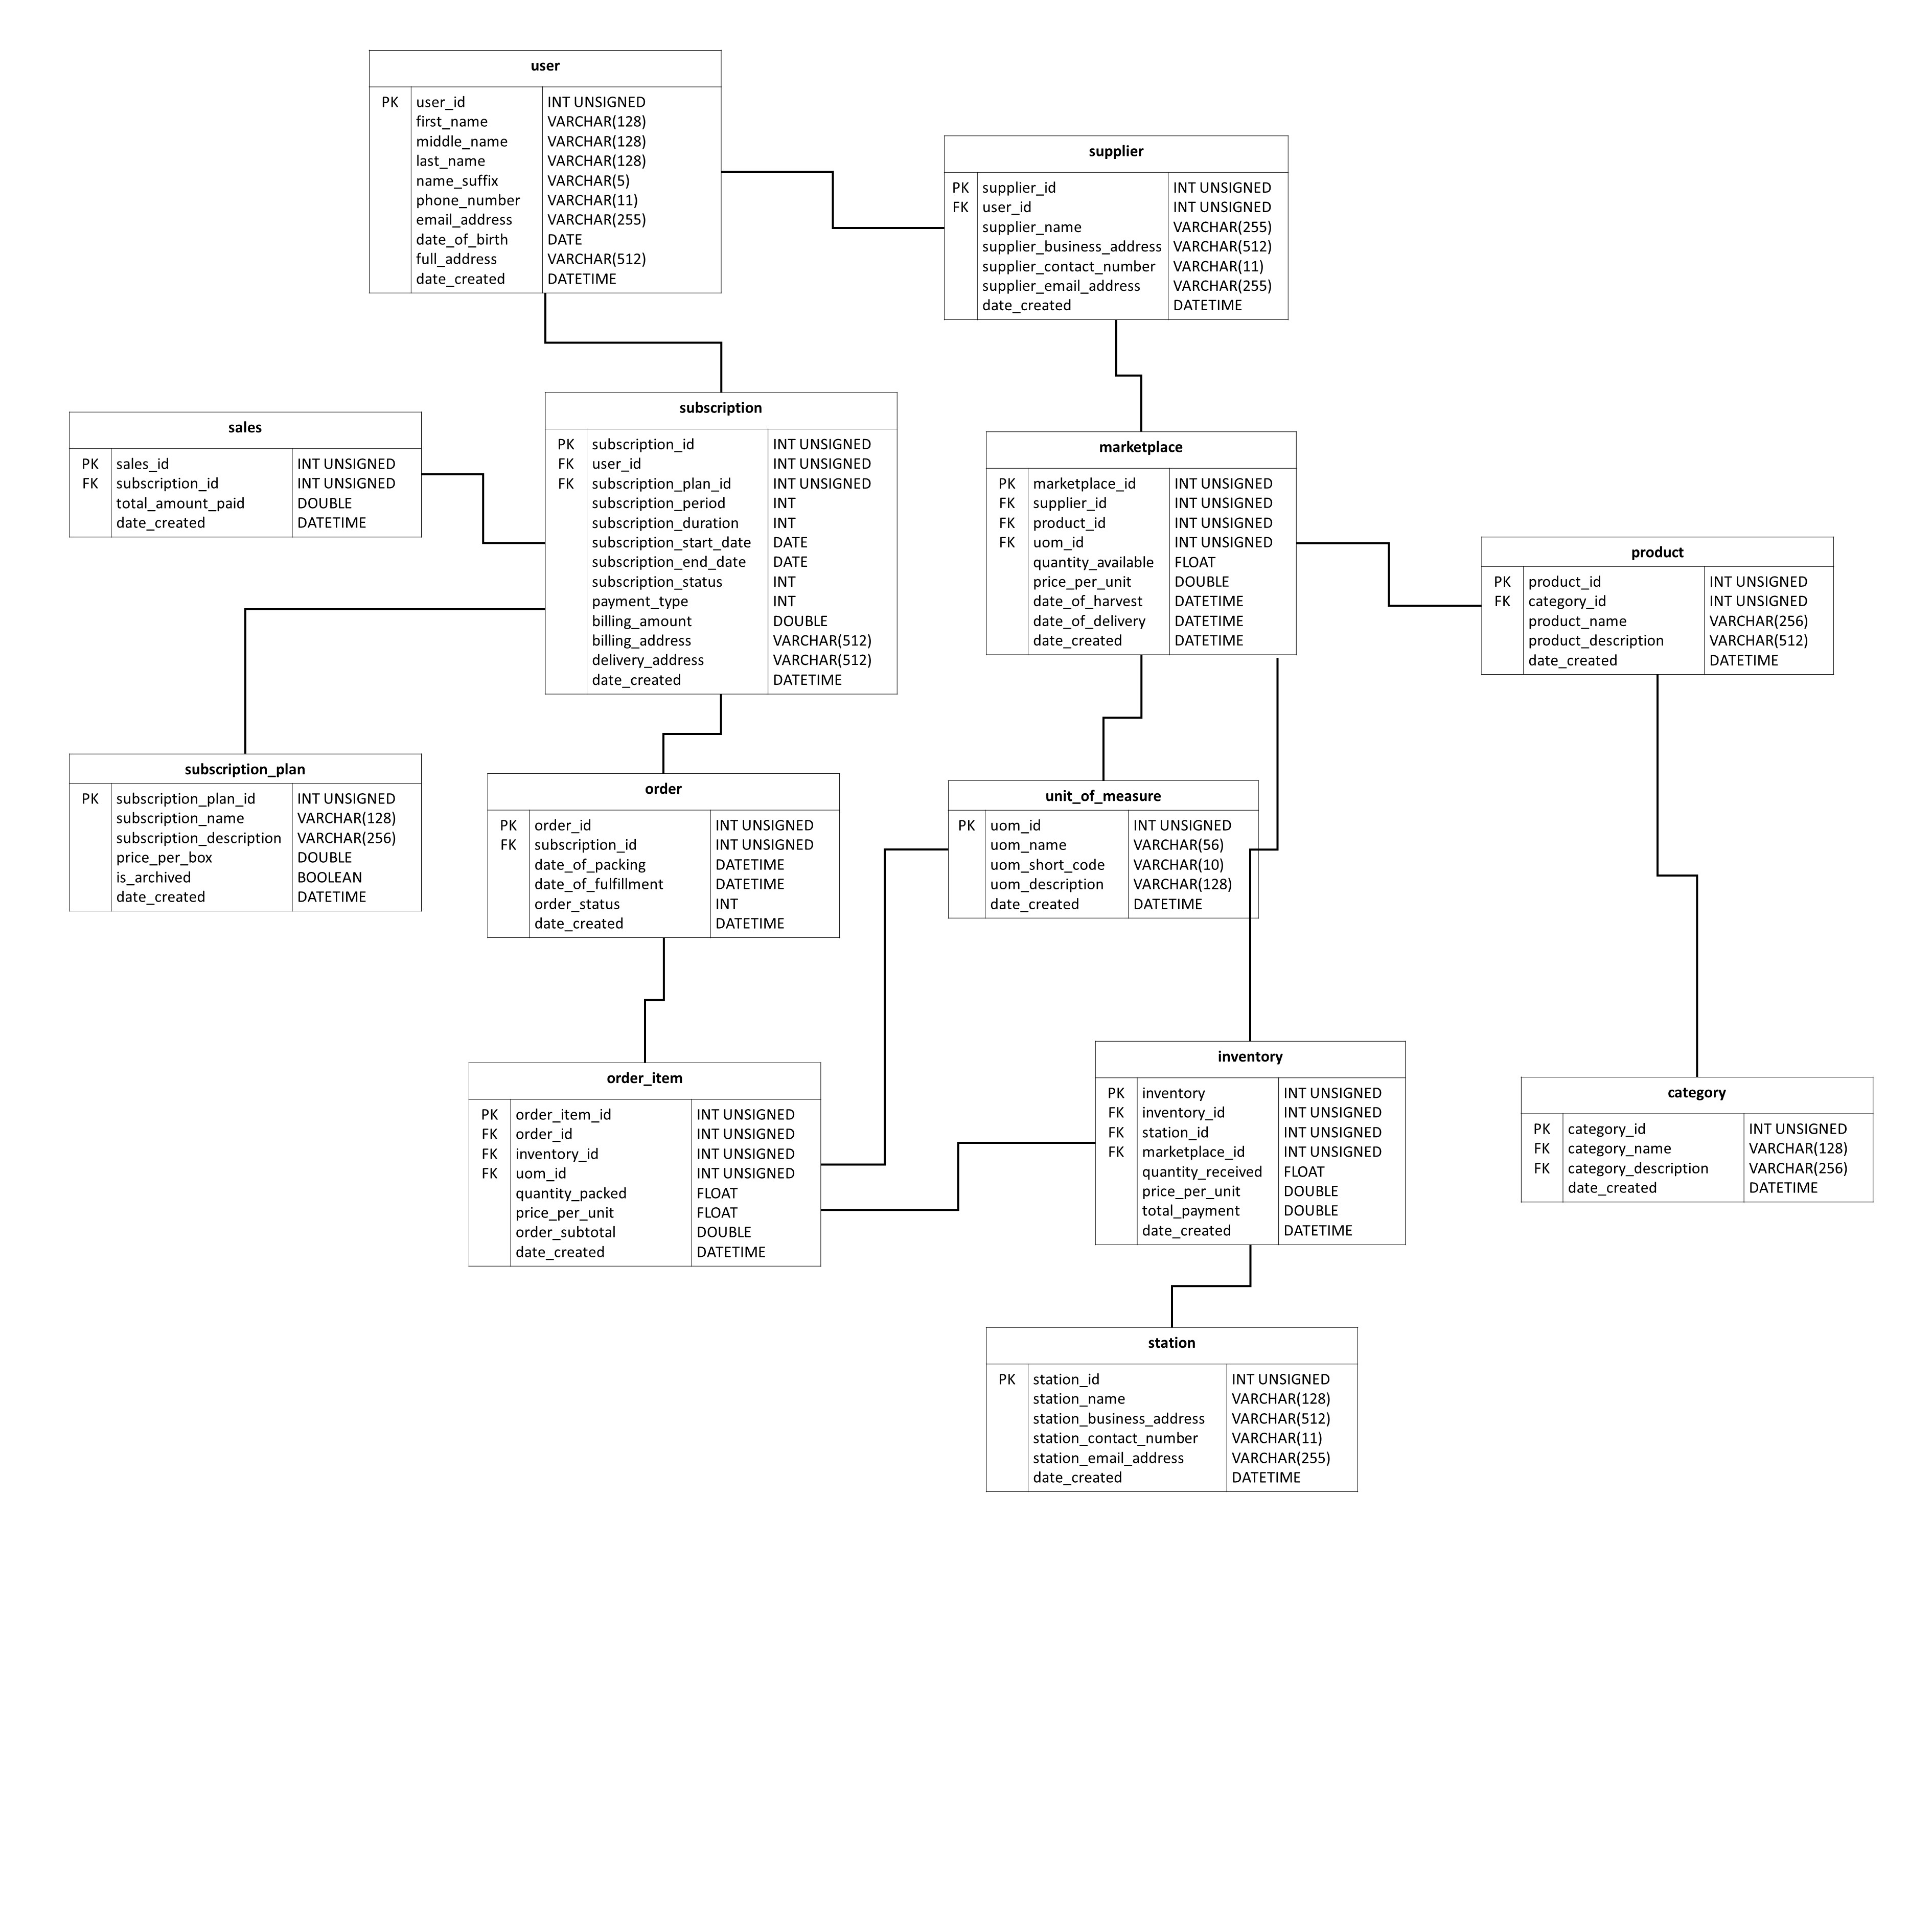 user
PK user_id INT UNSIGNED
first_name VARCHAR(128)
middle_name VARCHAR(128)
last_name VARCHAR(128)
name_suffix VARCHAR(5)
phone_number VARCHAR(11)
email_address VARCHAR(255)
date_of_birth DATE
full_address VARCHAR(512)
date_created DATETIME
supplier
PK supplier_id INT UNSIGNED
FK user_id INT UNSIGNED
supplier_name VARCHAR(255)
supplier_business_address VARCHAR(512)
supplier_contact_number VARCHAR(11)
supplier_email_address VARCHAR(255)
date_created DATETIME
sales
PK sales_id INT UNSIGNED
FK subscription_id INT UNSIGNED
total_amount_paid DOUBLE
date_created DATETIME
subscription
PK subscription_id INT UNSIGNED
FK user_id INT UNSIGNED
FK subscription_plan_id INT UNSIGNED
subscription_period INT
subscription_duration INT
subscription_start_date DATE
subscription_end_date DATE
subscription_status INT
payment_type INT
billing_amount DOUBLE
billing_address VARCHAR(512)
delivery_address VARCHAR(512)
date_created DATETIME
marketplace
PK marketplace_id INT UNSIGNED
FK supplier_id INT UNSIGNED
FK product_id INT UNSIGNED
FK uom_id INT UNSIGNED
quantity_available FLOAT
price_per_unit DOUBLE
date_of_harvest DATETIME
date_of_delivery DATETIME
date_created DATETIME
product
PK product_id INT UNSIGNED
FK category_id INT UNSIGNED
product_name VARCHAR(256)
product_description VARCHAR(512)
date_created DATETIME
subscription_plan
PK subscription_plan_id INT UNSIGNED
subscription_name VARCHAR(128)
subscription_description VARCHAR(256)
price_per_box DOUBLE
is_archived BOOLEAN
date_created DATETIME
order
PK order_id INT UNSIGNED
FK subscription_id INT UNSIGNED
date_of_packing DATETIME
date_of_fulfillment DATETIME
order_status INT
date_created DATETIME
unit_of_measure
PK uom_id INT UNSIGNED
uom_name VARCHAR(56)
uom_short_code VARCHAR(10)
uom_description VARCHAR(128)
date_created DATETIME
order_item
PK order_item_id INT UNSIGNED
FK order_id INT UNSIGNED
FK inventory_id INT UNSIGNED
FK uom_id INT UNSIGNED
quantity_packed FLOAT
price_per_unit FLOAT
order_subtotal DOUBLE
date_created DATETIME
inventory
PK inventory INT UNSIGNED
FK inventory_id INT UNSIGNED
FK station_id INT UNSIGNED
FK marketplace_id INT UNSIGNED
quantity_received FLOAT
price_per_unit DOUBLE
total_payment DOUBLE
date_created DATETIME
category
PK category_id INT UNSIGNED
FK category_name VARCHAR(128)
FK category_description VARCHAR(256)
date_created DATETIME
station
PK station_id INT UNSIGNED
station_name VARCHAR(128)
station_business_address VARCHAR(512)
station_contact_number VARCHAR(11)
station_email_address VARCHAR(255)
date_created DATETIME